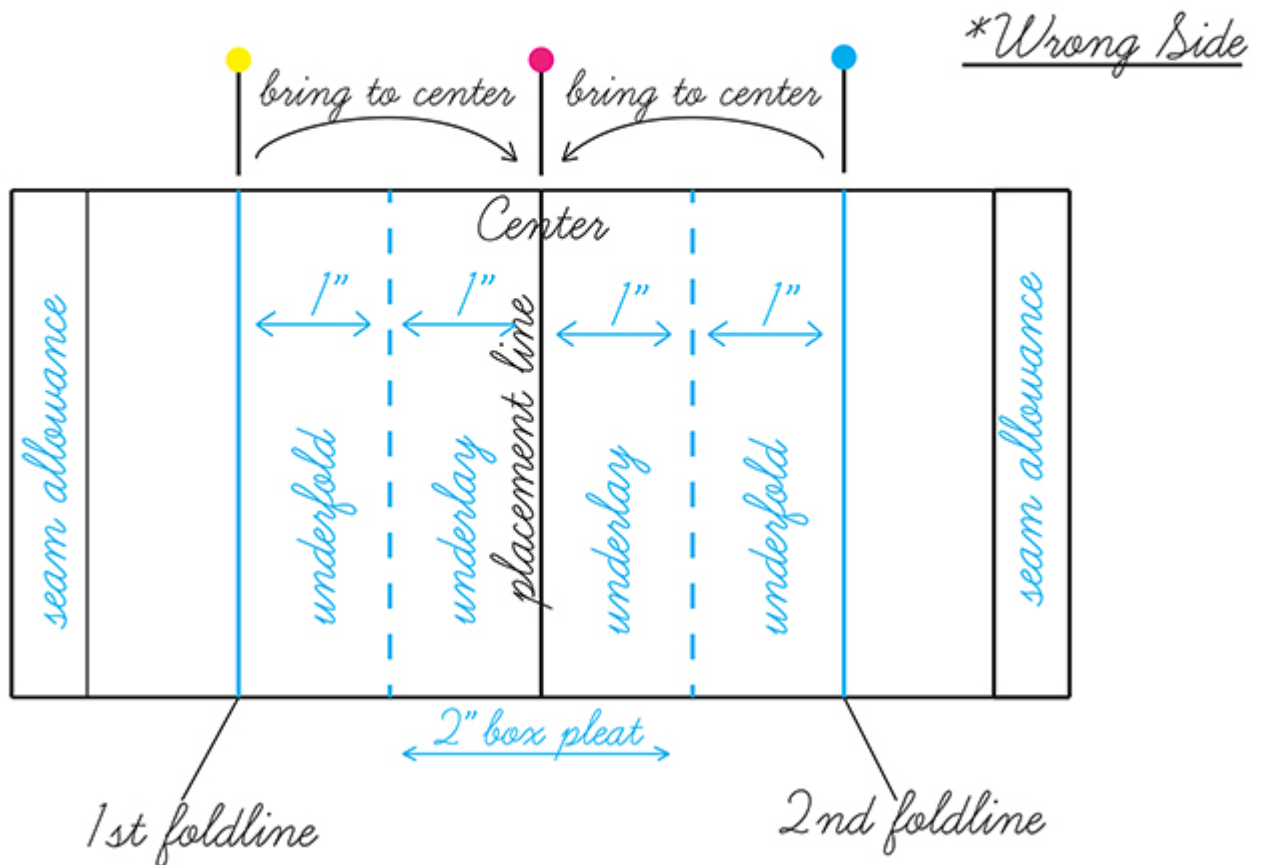 *Wrong Side
bring to center
bring to center
Center
1"
1"
1"
1"
seam allowance
underfold
underlay
placement line
underlay
underfold
seam allowance
2" box pleat
1st foldline
2nd foldline